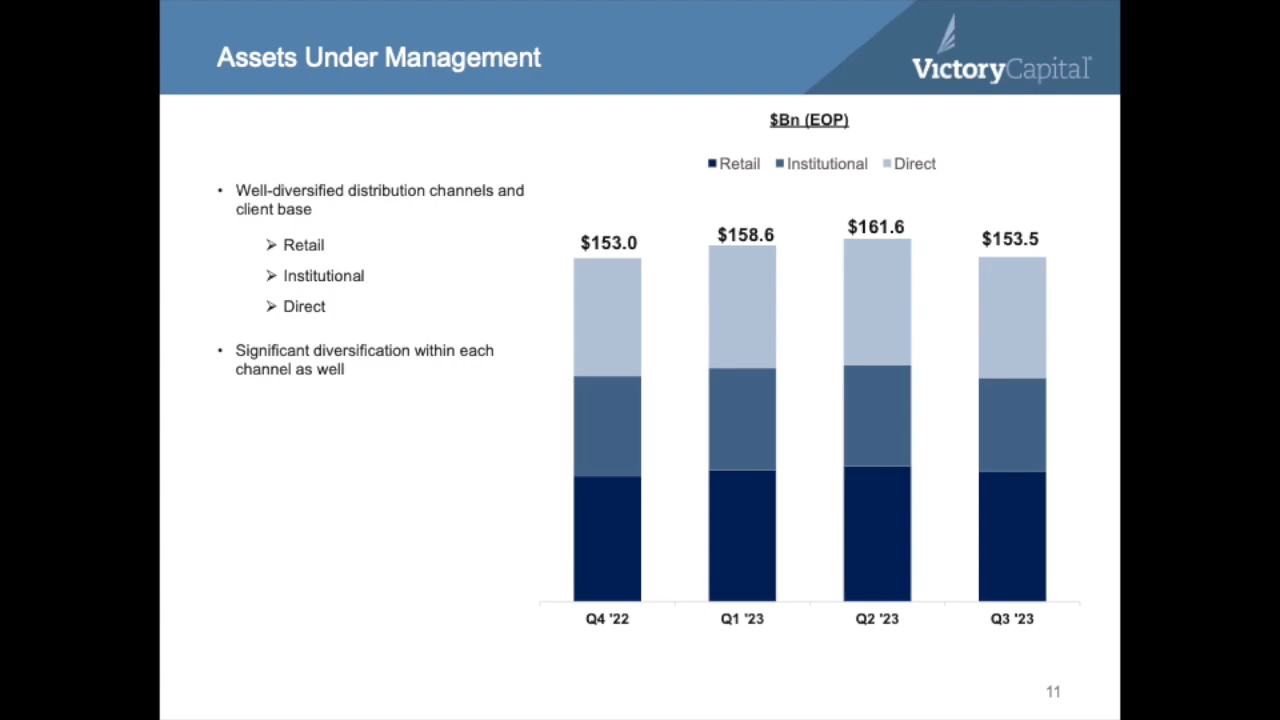 Assets Under Management
VictoryCapital®
$Bn (EOP)
Retail Institutional Direct
• Well-diversified distribution channels and
client base
➢ Retail
➢ Institutional
➢ Direct
• Significant diversification within each
channel as well
$153.0 $158.6 $161.6 $153.5
Q4 '22 Q1 '23 Q2 '23 Q3 '23
11